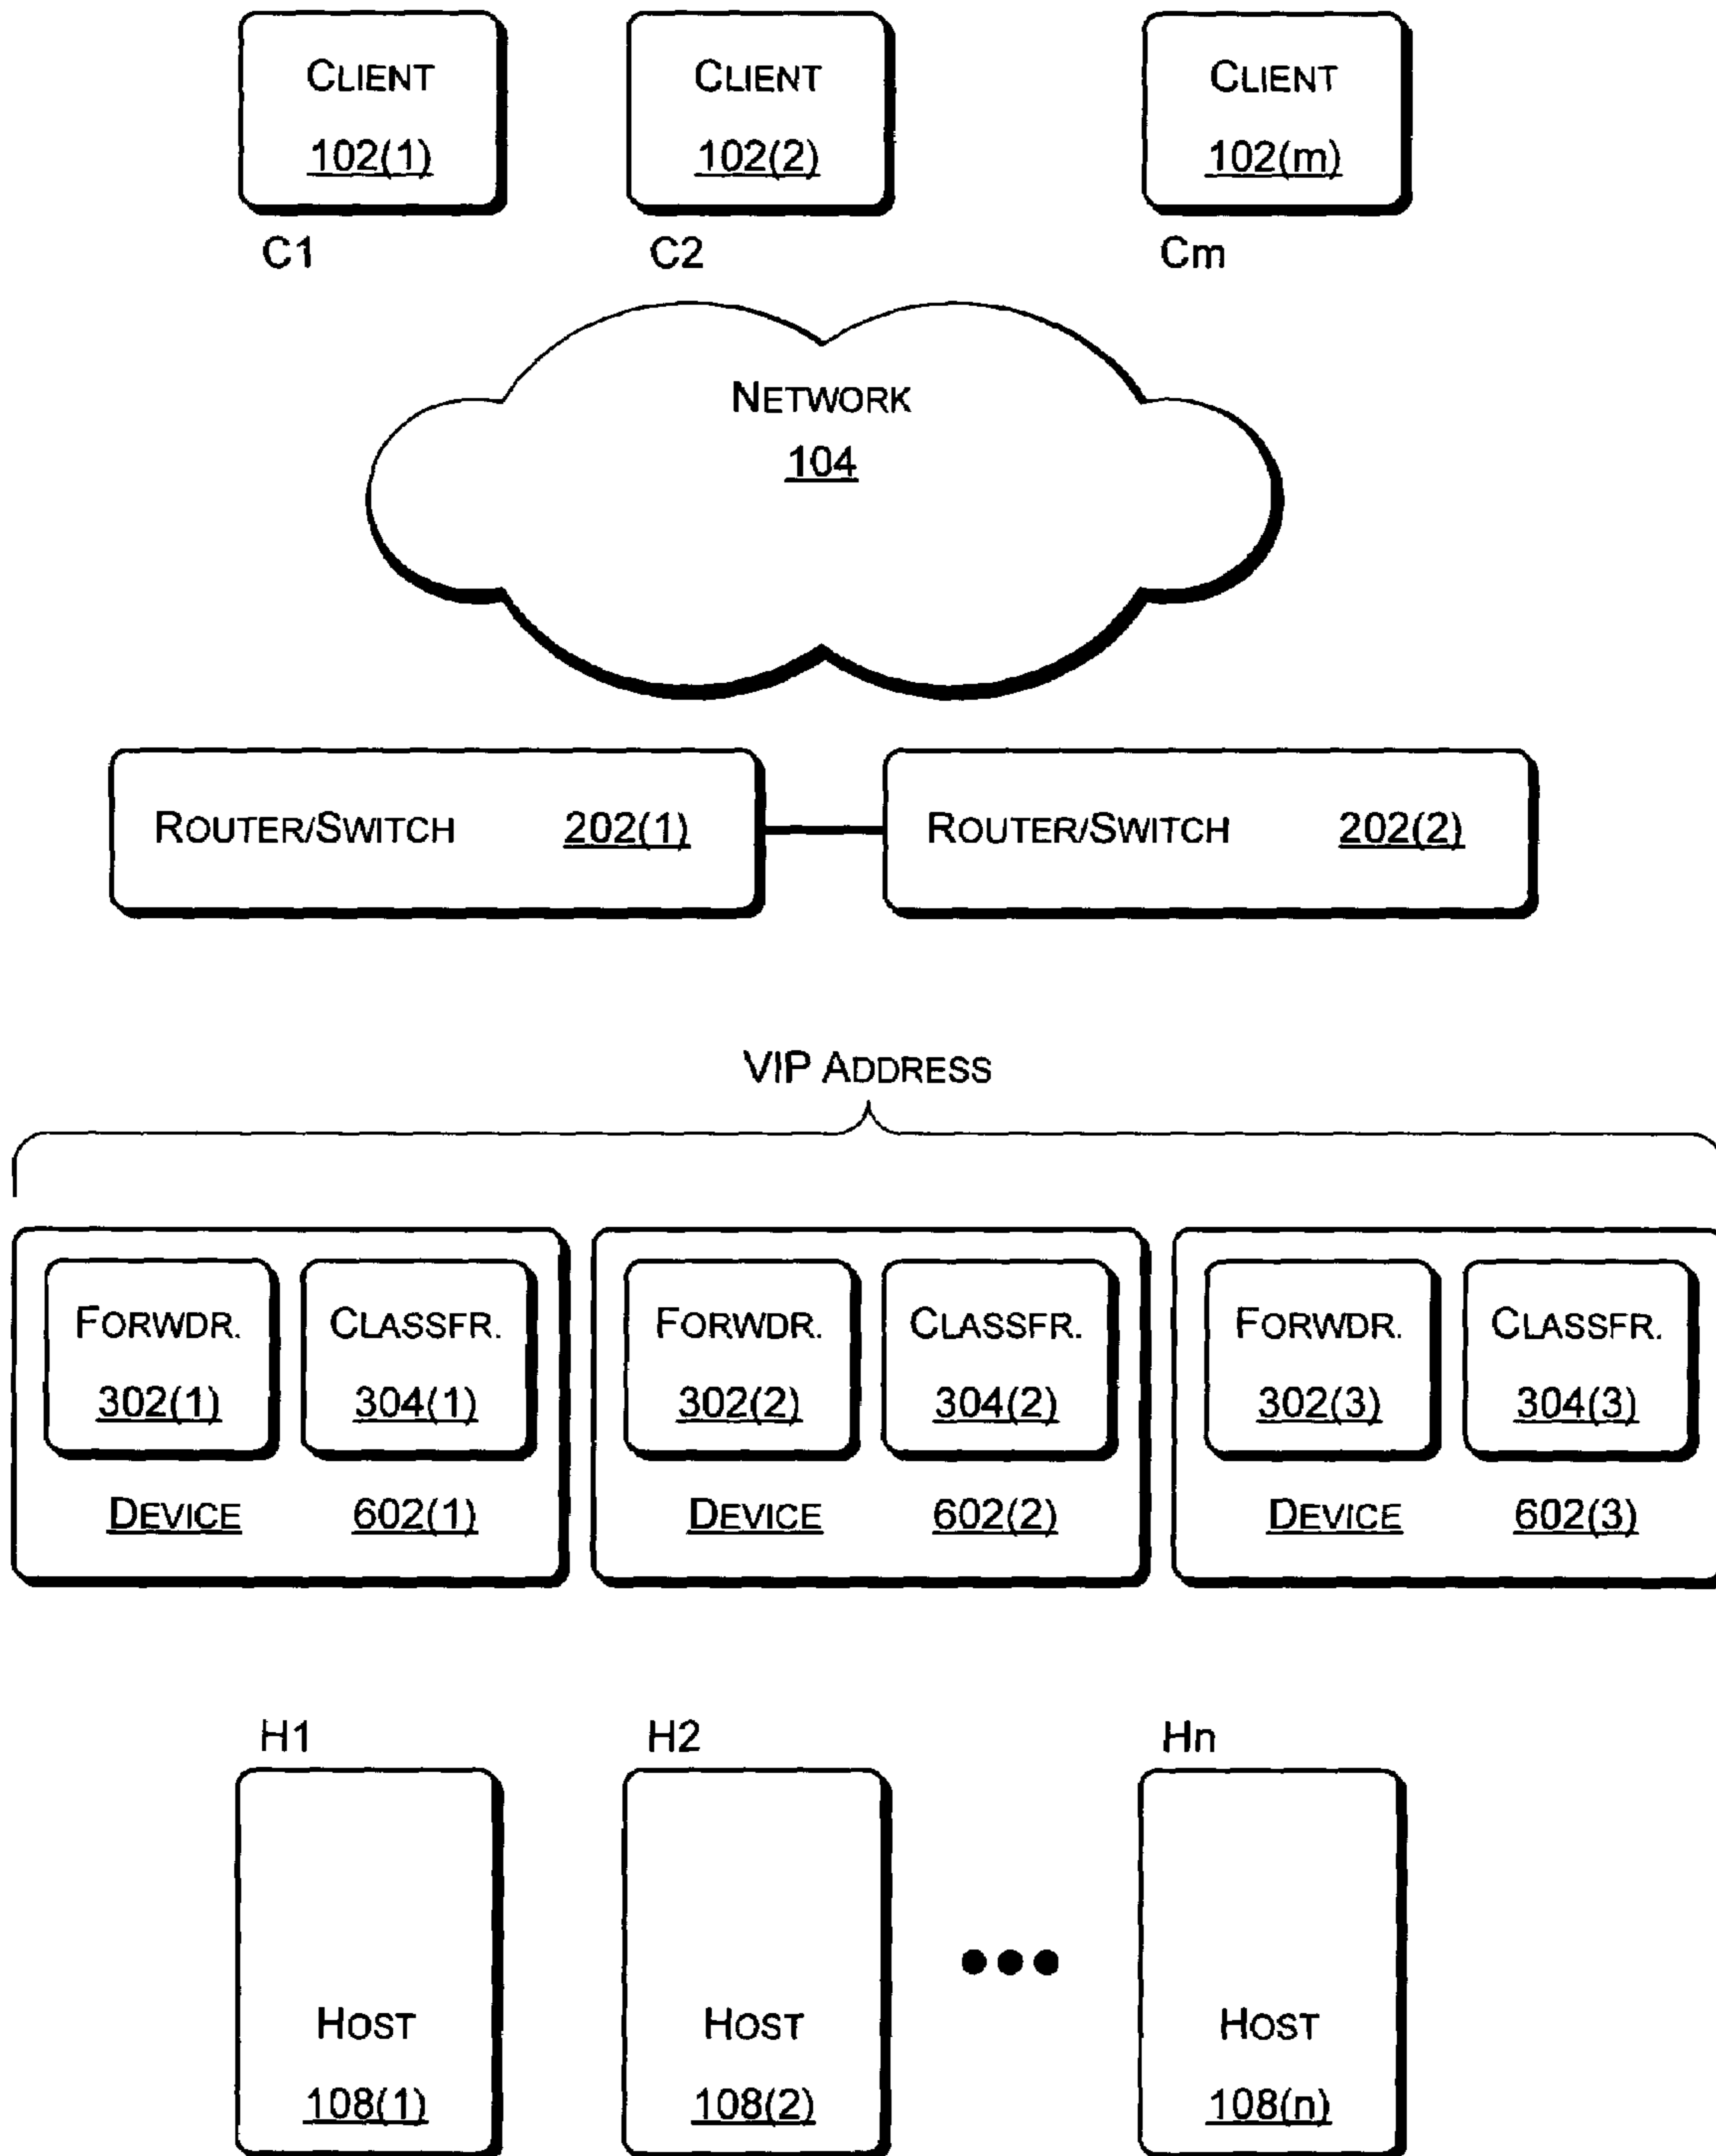 CLIENT CLIENT CLIENT
102(1) 102(2) 102(m)
C1 C2 Cm
NETWORK
104
ROUTER/SWITCH 202(1) ROUTER/SWITCH 202(2)
VIP ADDRESS
FORWDR. CLASSFR. FORWDR. CLASSFR. FORWDR. CLASSFR.
302(1) 304(1) 302(2) 304(2) 302(3) 304(3)
DEVICE 602(1) DEVICE 602(2) DEVICE 602(3)
H1 H2 Hn
HOST HOST HOST
108(1) 108(2) 108(n)